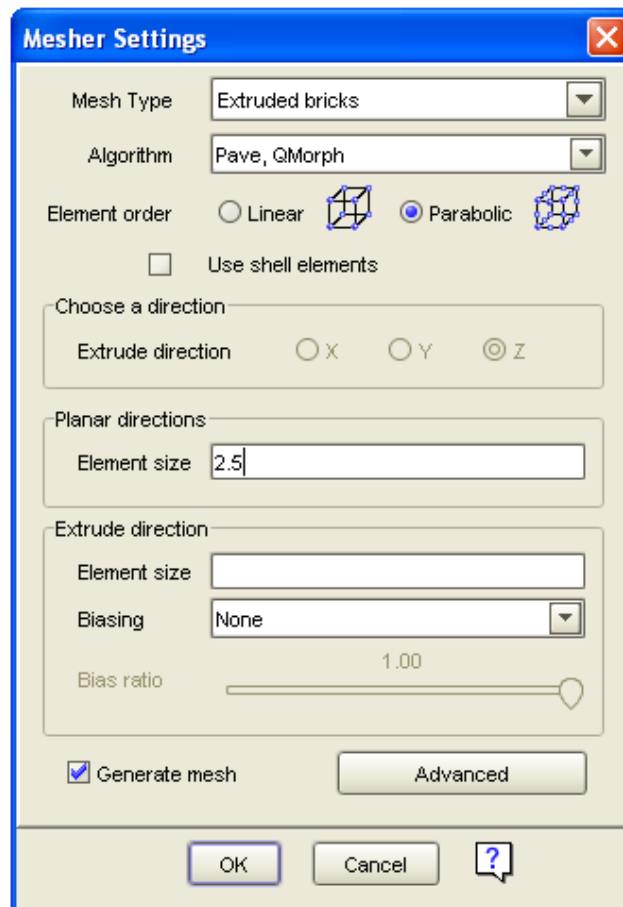 Mesher Settings
Mesh Type Extruded bricks
Algorithm Pave, QMorph
Element order Linear Parabolic
Use shell elements
Choose a direction
Extrude direction X Y Z
Planar directions
Element size 2.5
Extrude direction
Element size
Biasing None
1.00
Bias ratio
Generate mesh Advanced
OK Cancel ?